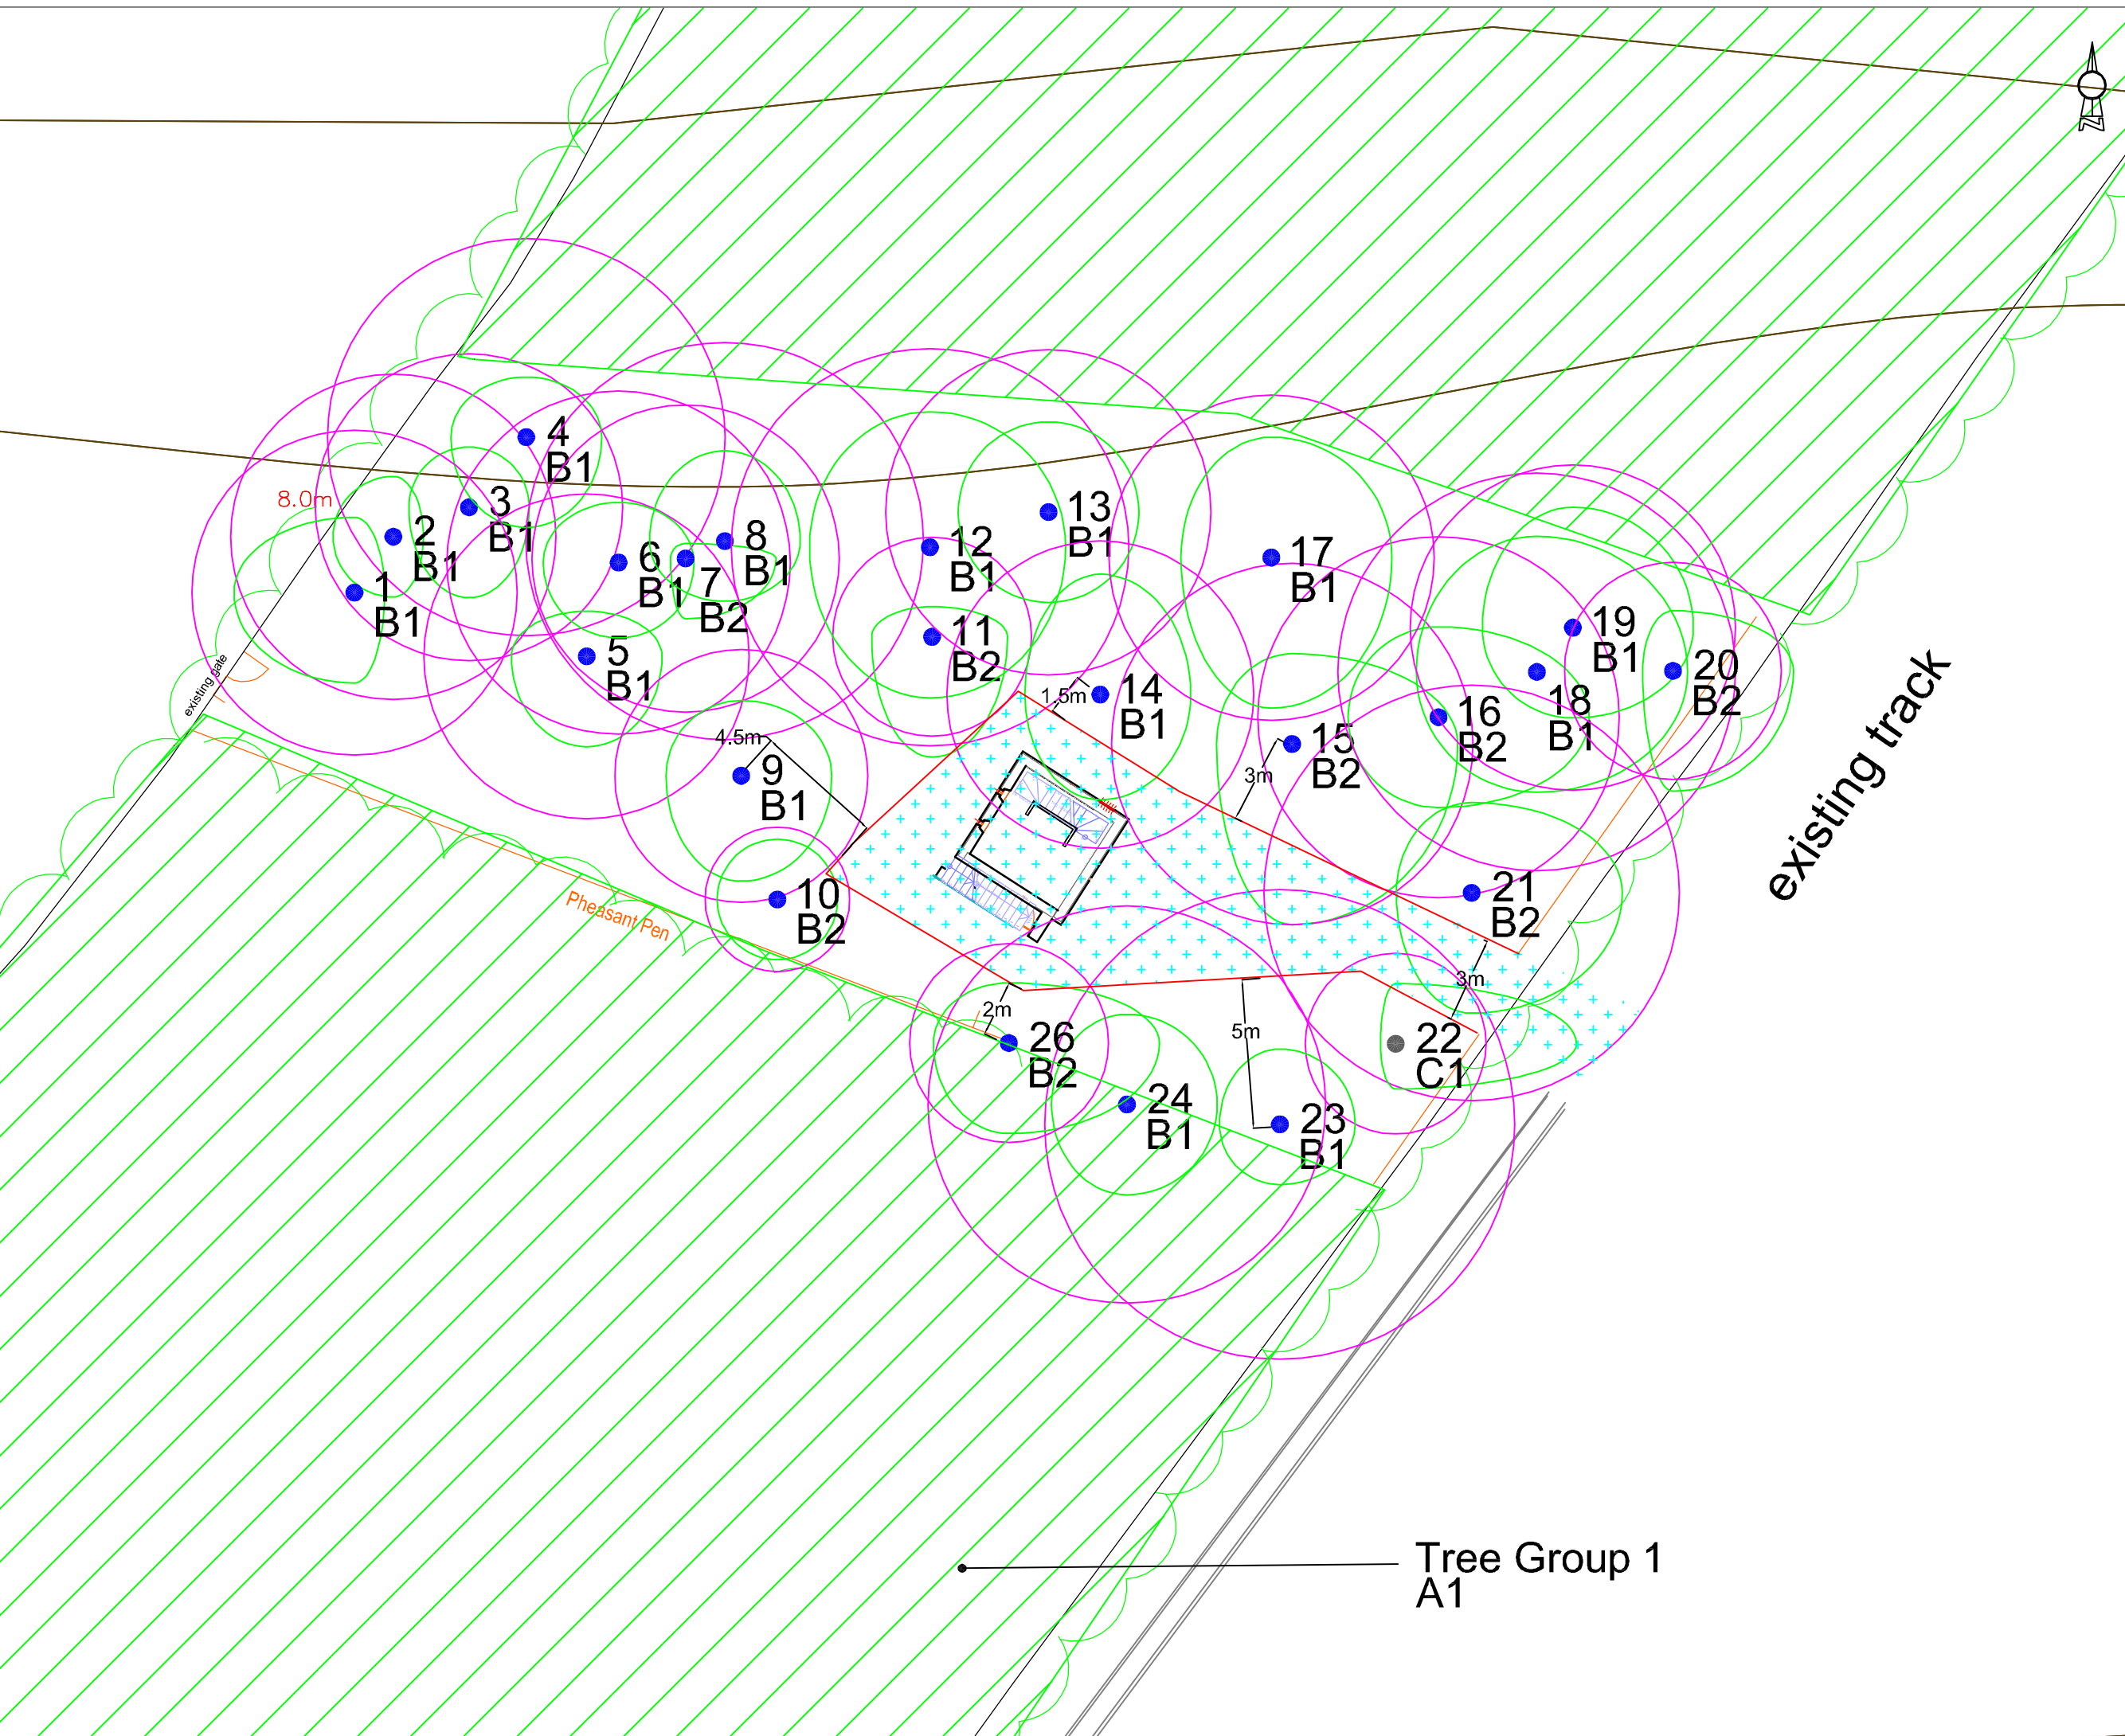 N
4
B1
8.0m
3
B1
13
B1
2
B1
12
B1
8
B1
6
B1
17
B1
7
B2
1
B1
11
B2
19
B1
5
B1
20
B2
existing gate
1.5m
14
B1
18
B1
16
B2
4.5m
15
B2
9
B1
3m
existing track
10
B2
Pheasant Pen
21
B2
3m
2m
5m
26
B2
22
C1
24
B1
23
B1
Tree Group 1
A1